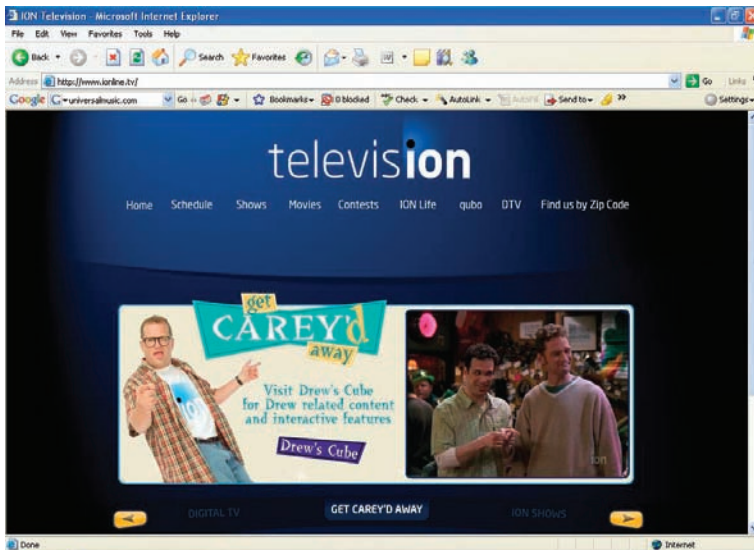 ION Television - Microsoft Internet Explorer
File Edit View Favorites Tools Help
Back Search Favorites
Address http://www.ionline.tv/ Go Links
Google universalmusic.com Go Bookmarks 0 blocked Check AutoLink AutoFill Send to Settings
television
Home Schedule Shows Movies Contests ION Life qubo DTV Find us by Zip Code
get
CAREY'd
away
Visit Drew's Cube
for Drew related content
and interactive features
Drew's Cube
ion
DIGITAL TV GET CAREY'D AWAY ION SHOWS
Done Internet